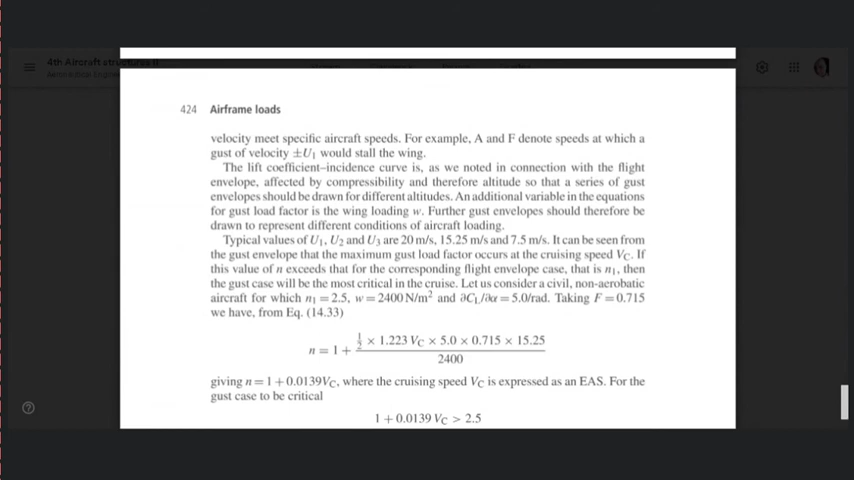 4th Aircraft structures II
424 Airframe loads
velocity meet specific aircraft speeds. For example, A and F denote speeds at which a
gust of velocity ±U₁ would stall the wing.
The lift coefficient–incidence curve is, as we noted in connection with the flight
envelope, affected by compressibility and therefore altitude so that a series of gust
envelopes should be drawn for different altitudes. An additional variable in the equations
for gust load factor is the wing loading w. Further gust envelopes should therefore be
drawn to represent different conditions of aircraft loading.
Typical values of U₁, U₂ and U₃ are 20 m/s, 15.25 m/s and 7.5 m/s. It can be seen from
the gust envelope that the maximum gust load factor occurs at the cruising speed V_C. If
this value of n exceeds that for the corresponding flight envelope case, that is n₁, then
the gust case will be the most critical in the cruise. Let us consider a civil, non-aerobatic
aircraft for which n₁ = 2.5, w = 2400 N/m² and ∂C_L/∂α = 5.0/rad. Taking F = 0.715
we have, from Eq. (14.33)
n = 1 + ½ × 1.223 V_C × 5.0 × 0.715 × 15.25
2400
giving n = 1 + 0.0139V_C, where the cruising speed V_C is expressed as an EAS. For the
gust case to be critical
1 + 0.0139 V_C > 2.5